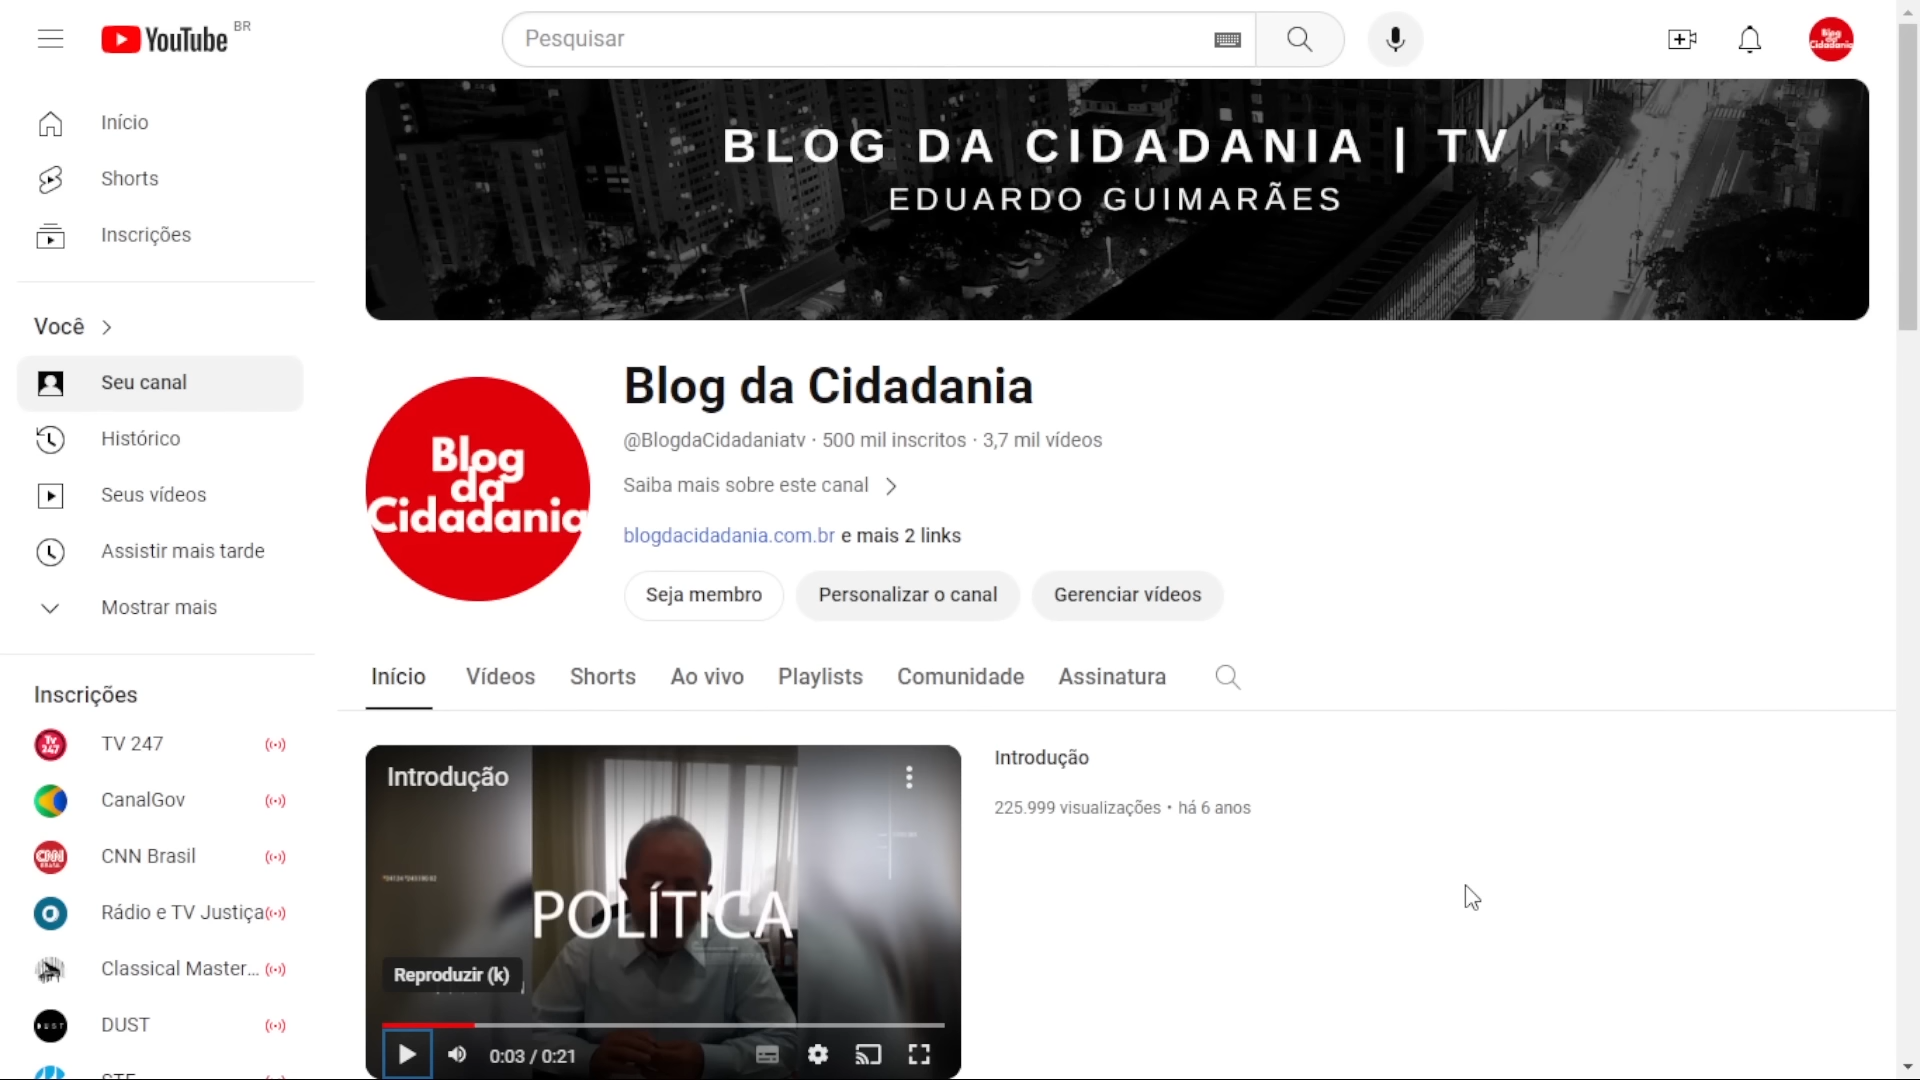 YouTube BR
Pesquisar
Início
Shorts
Inscrições
Você
Seu canal
Histórico
Seus vídeos
Assistir mais tarde
Mostrar mais
Inscrições
TV 247
CanalGov
CNN Brasil
Rádio e TV Justiça
Classical Master...
DUST
BLOG DA CIDADANIA | TV
EDUARDO GUIMARÃES
Blog
da
Cidadania
Blog da Cidadania
@BlogdaCidadaniatv · 500 mil inscritos · 3,7 mil vídeos
Saiba mais sobre este canal
blogdacidadania.com.br e mais 2 links
Seja membro
Personalizar o canal
Gerenciar vídeos
Início
Vídeos
Shorts
Ao vivo
Playlists
Comunidade
Assinatura
Introdução
POLÍTICA
Reproduzir (k)
0:03 / 0:21
Introdução
225.999 visualizações • há 6 anos